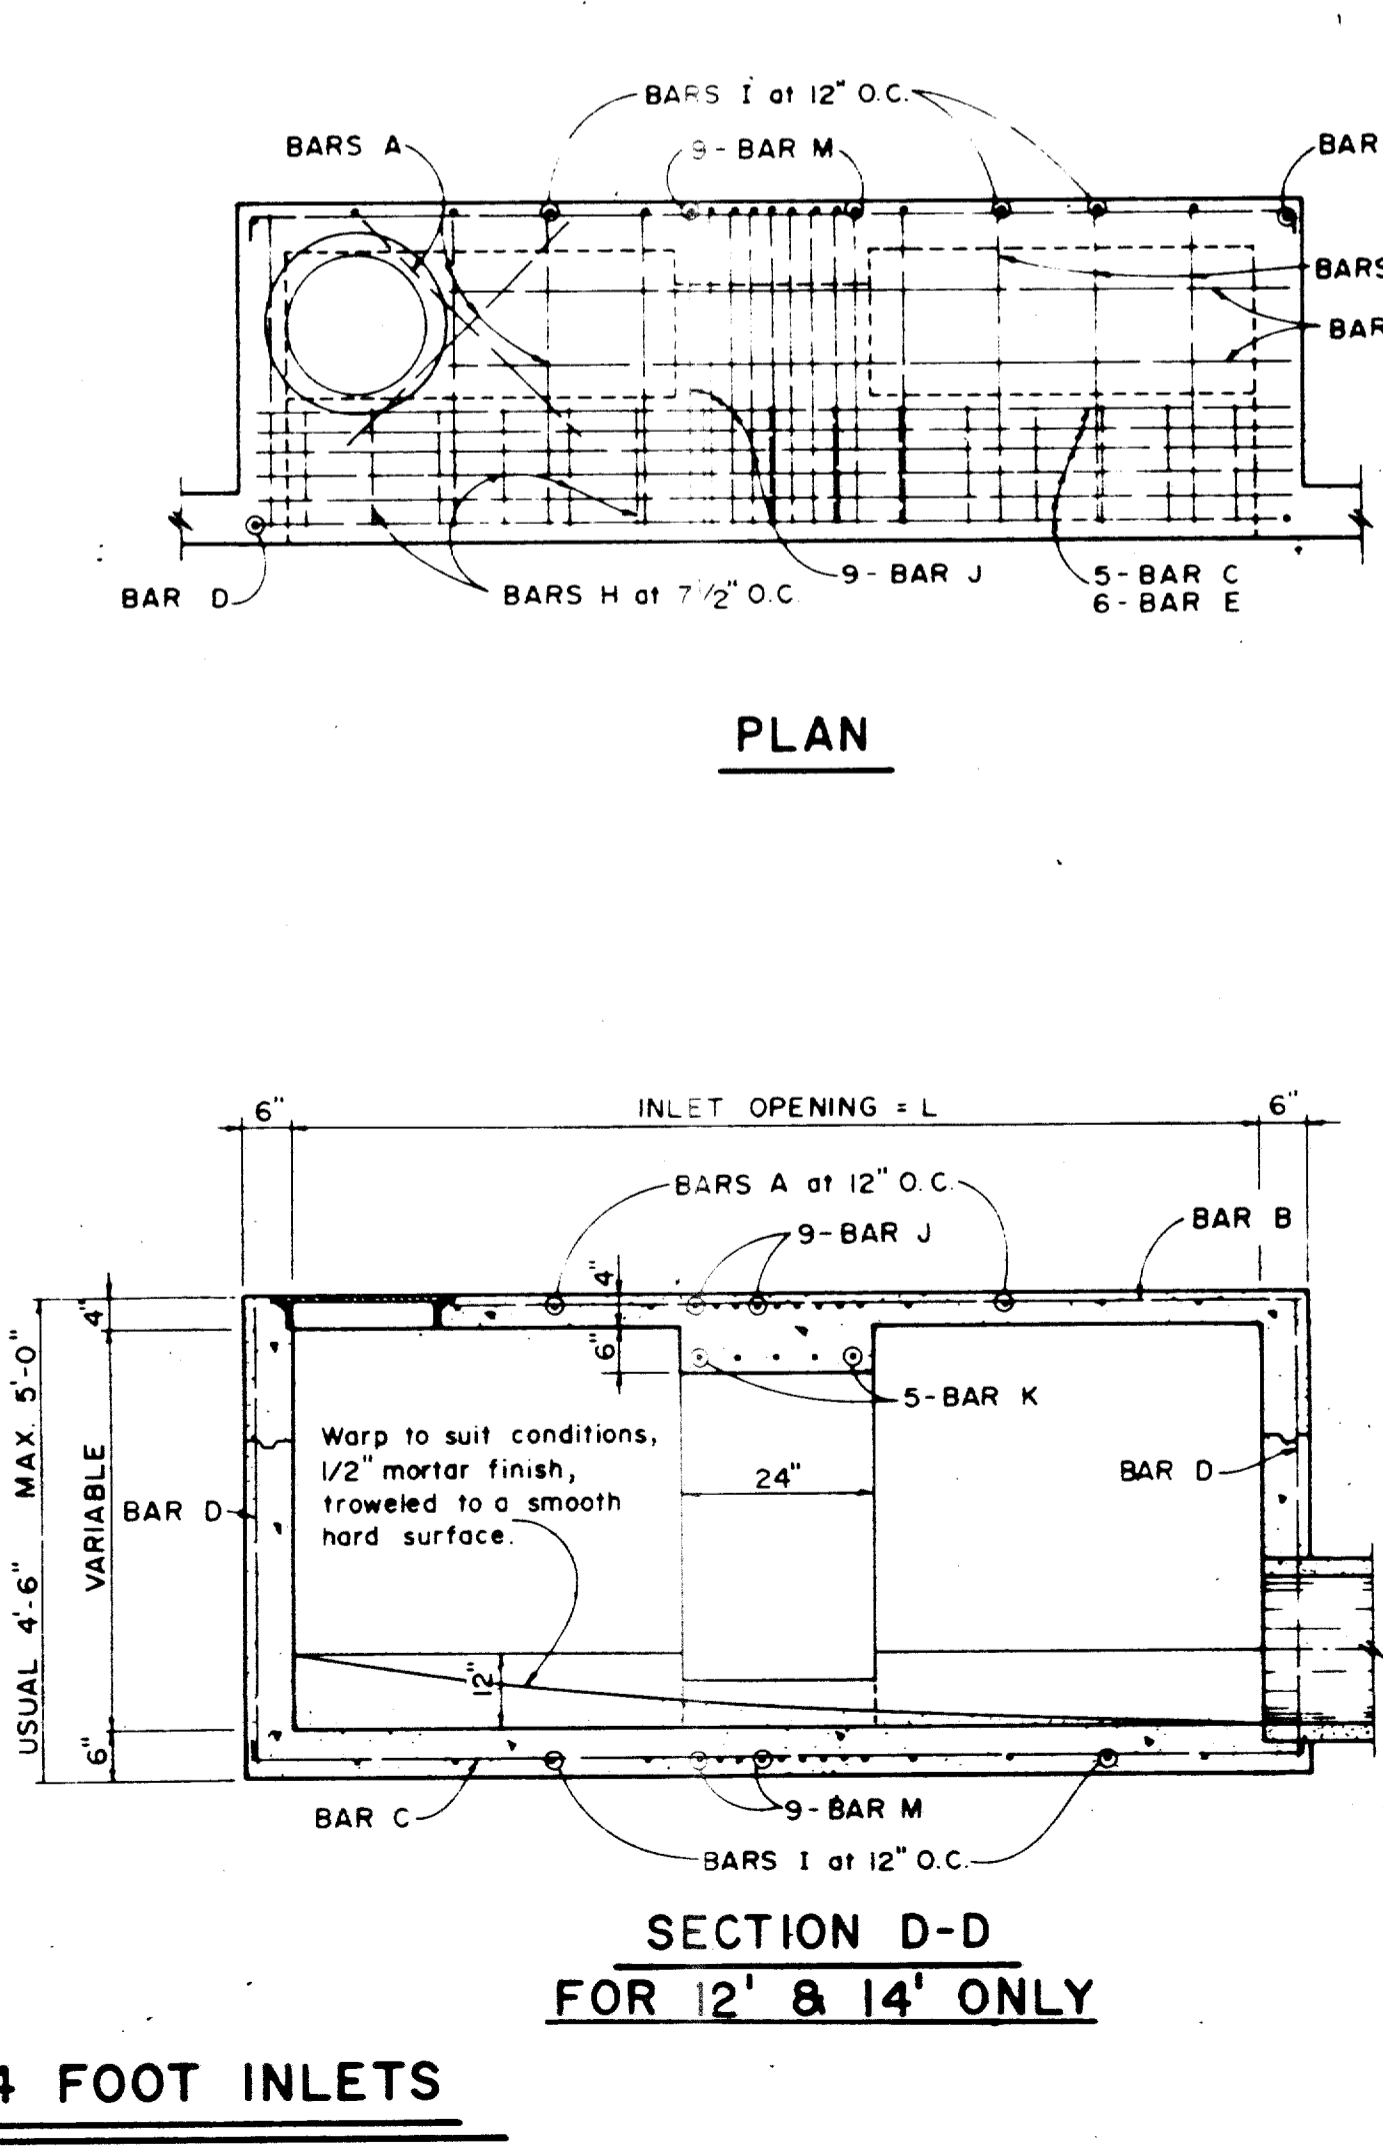 BARS I at 12" O.C.
BARS A
9-BAR M
BAR
BARS
BAR
BAR D
BARS H at 7 1/2" O.C.
9-BAR J
5-BAR C
6-BAR E
PLAN
6"
INLET OPENING = L
6"
BARS A at 12" O.C.
9-BAR J
BAR B
4"
4"
6"
5-BAR K
USUAL 4'-6" MAX. 5'-0"
VARIABLE
Warp to suit conditions,
1/2" mortar finish,
troweled to a smooth
hard surface.
24"
BAR D
BAR D
12"
6"
BAR C
9-BAR M
BARS I at 12" O.C.
SECTION D-D
FOR 12' & 14' ONLY
4 FOOT INLETS